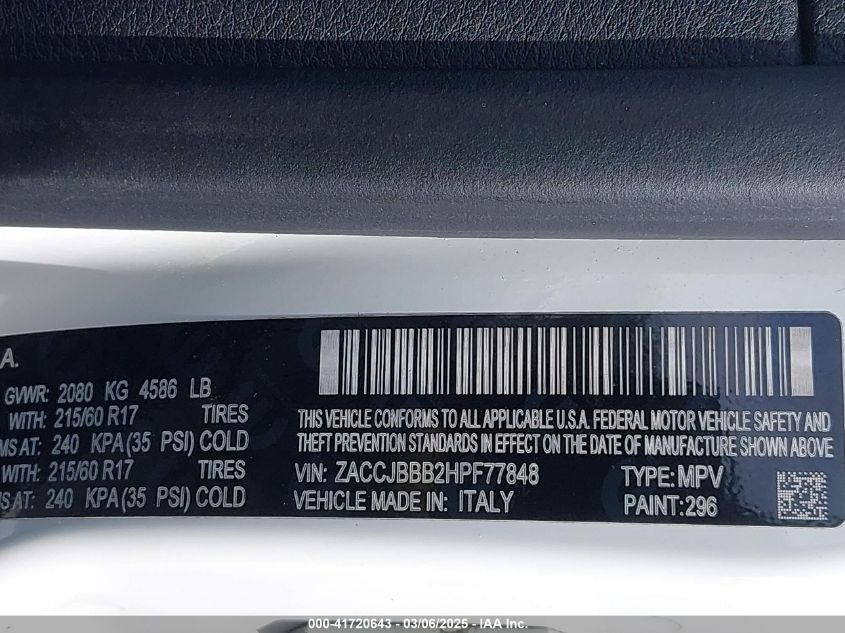 A.
GVWR: 2080 KG 4586 LB
WITH: 215/60 R17 TIRES
MS AT: 240 KPA (35 PSI) COLD
WITH: 215/60 R17 TIRES
MS AT: 240 KPA (35 PSI) COLD
THIS VEHICLE CONFORMS TO ALL APPLICABLE U.S.A. FEDERAL MOTOR VEHICLE SAFETY AND
THEFT PREVENTION STANDARDS IN EFFECT ON THE DATE OF MANUFACTURE SHOWN ABOVE
VIN: ZACCJBBB2HPF77848 TYPE: MPV
VEHICLE MADE IN: ITALY PAINT: 296
000-41720643 - 03/06/2025 - IAA Inc.